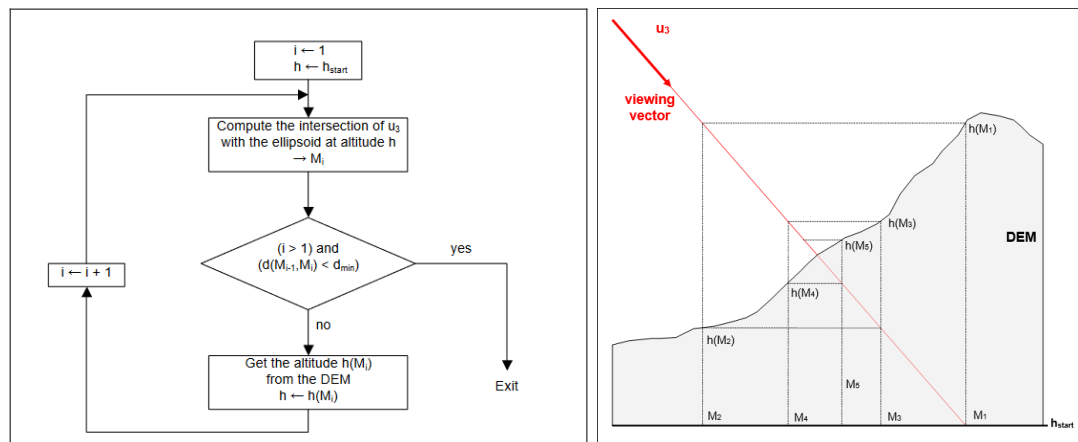 i ← 1
h ← hstart
Compute the intersection of u3
with the ellipsoid at altitude h
→ Mi
(i > 1) and
(d(Mi-1,Mi) < dmin)
yes
i ← i + 1
no
Get the altitude h(Mi)
from the DEM
h ← h(Mi)
Exit
u3
viewing
vector
h(M1)
h(M3)
DEM
h(M5)
h(M4)
h(M2)
M5
M2
M4
M3
M1
hstart